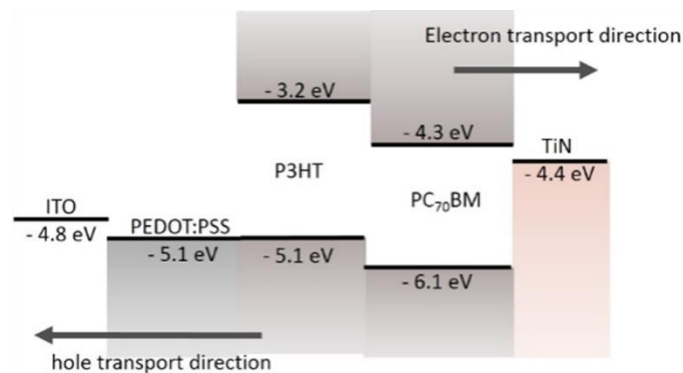 Electron transport direction
- 3.2 eV
- 4.3 eV
TiN
- 4.4 eV
P3HT
PC₇₀BM
ITO
- 4.8 eV
PEDOT:PSS
- 5.1 eV
- 5.1 eV
- 6.1 eV
hole transport direction